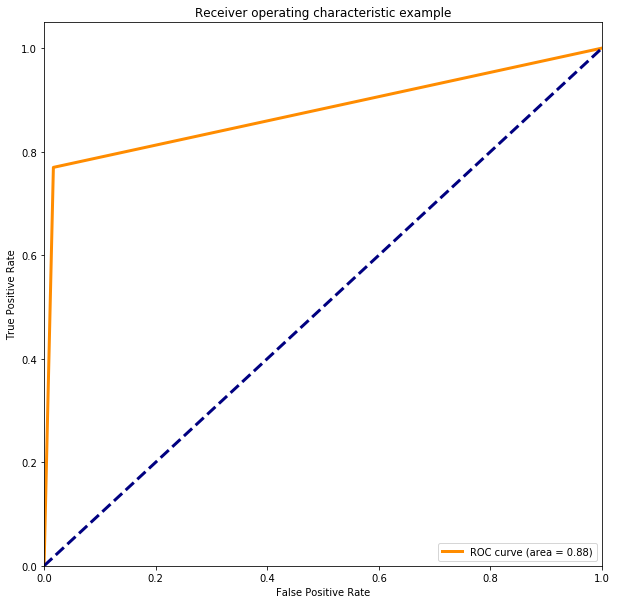 Receiver operating characteristic example
True Positive Rate
1.0
0.8
0.6
0.4
0.2
0.0
ROC curve (area = 0.88)
0.0 0.2 0.4 0.6 0.8 1.0
False Positive Rate